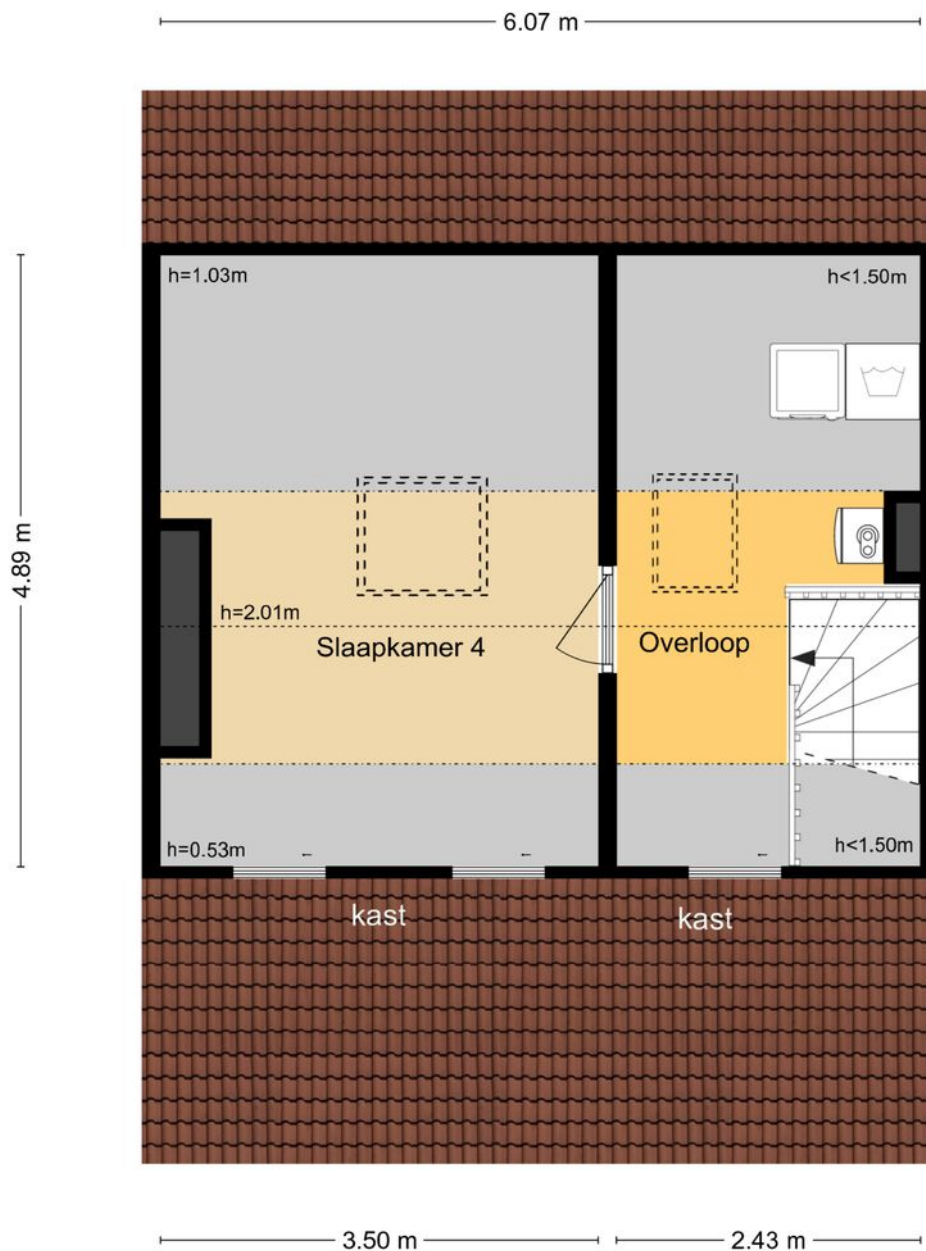 6.07 m
h=1.03m
h<1.50m
4.89 m
h=2.01m
Slaapkamer 4
Overloop
h=0.53m
h<1.50m
kast
kast
3.50 m
2.43 m